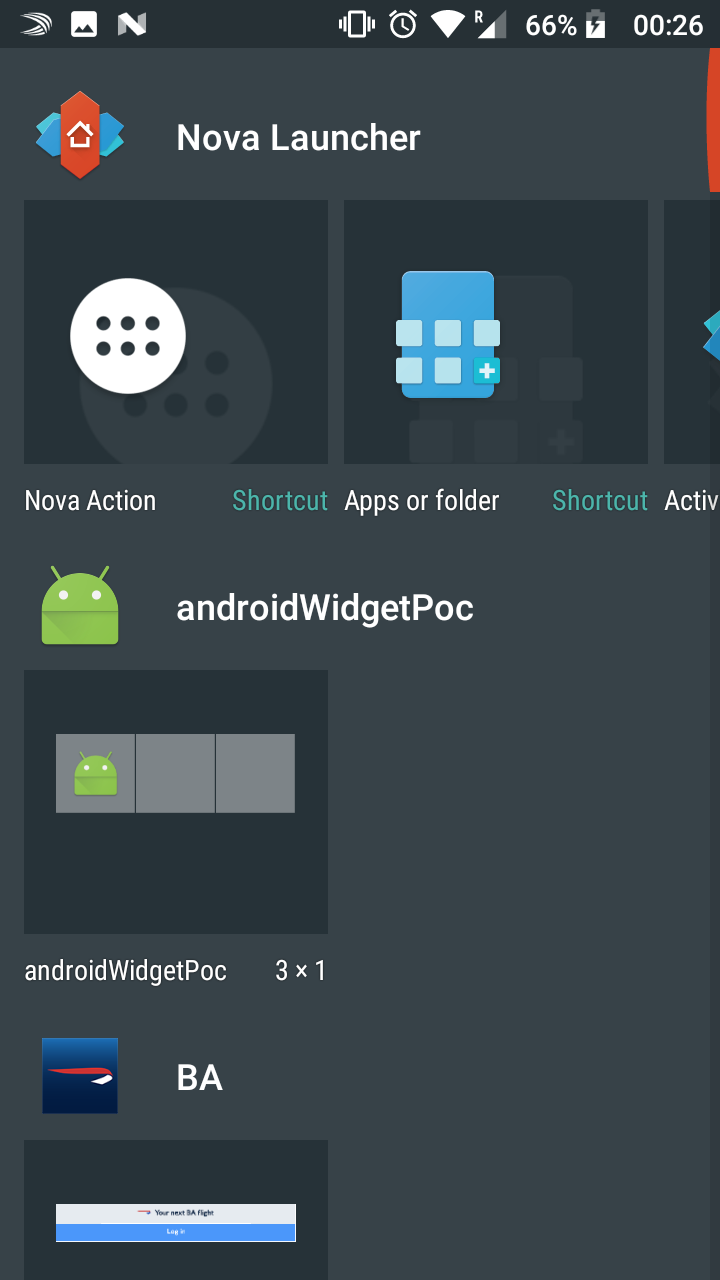 R 66% 00:26
Nova Launcher
Nova Action Shortcut Apps or folder Shortcut Activ
androidWidgetPoc
androidWidgetPoc 3 × 1
BA
Your next BA flight
Log in